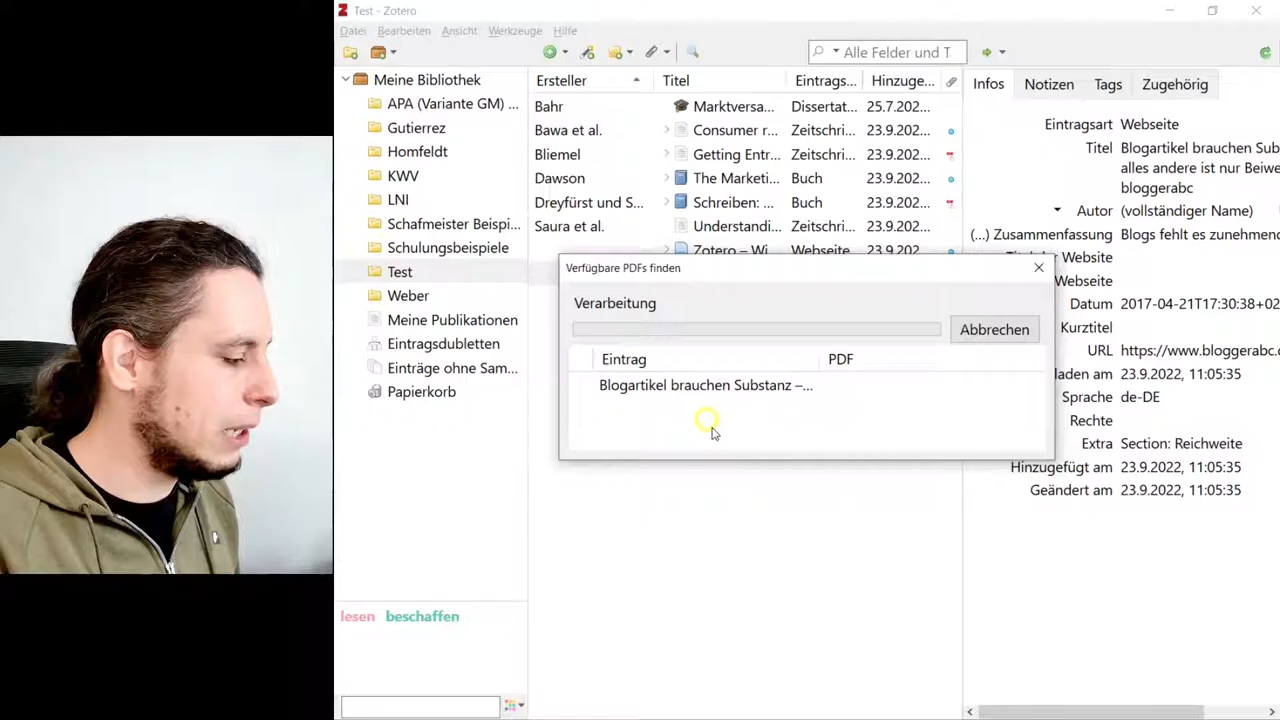 Test - Zotero
Datei Bearbeiten Ansicht Werkzeuge Hilfe
Alle Felder und T
Meine Bibliothek
APA (Variante GM) ...
Gutierrez
Homfeldt
KWV
LNI
Schafmeister Beispi...
Schulungsbeispiele
Test
Weber
Meine Publikationen
Eintragsdubletten
Einträge ohne Sam...
Papierkorb
lesen beschaffen
Ersteller Titel Eintrags... Hinzuge...
Bahr Marktversa... Dissertat... 25.7.202...
Bawa et al. Consumer r... Zeitschri... 23.9.202...
Bliemel Getting Entr... Zeitschri... 23.9.202...
Dawson The Marketi... Buch 23.9.202...
Dreyfürst und S... Schreiben: ... Buch 23.9.202...
Saura et al. Understandi... Zeitschri... 23.9.202...
Zotero – Wi... Webseite 23.9.202...
Verfügbare PDFs finden
Verarbeitung
Abbrechen
Eintrag PDF
Blogartikel brauchen Substanz –...
Infos Notizen Tags Zugehörig
Eintragsart Webseite
Titel Blogartikel brauchen Sub
alles andere ist nur Beiwe
bloggerabc
Autor (vollständiger Name)
(...) Zusammenfassung Blogs fehlt es zunehmend
der Website
Webseite
Datum 2017-04-21T17:30:38+02
Kurztitel
URL https://www.bloggerabc.c
laden am 23.9.2022, 11:05:35
Sprache de-DE
Rechte
Extra Section: Reichweite
Hinzugefügt am 23.9.2022, 11:05:35
Geändert am 23.9.2022, 11:05:35